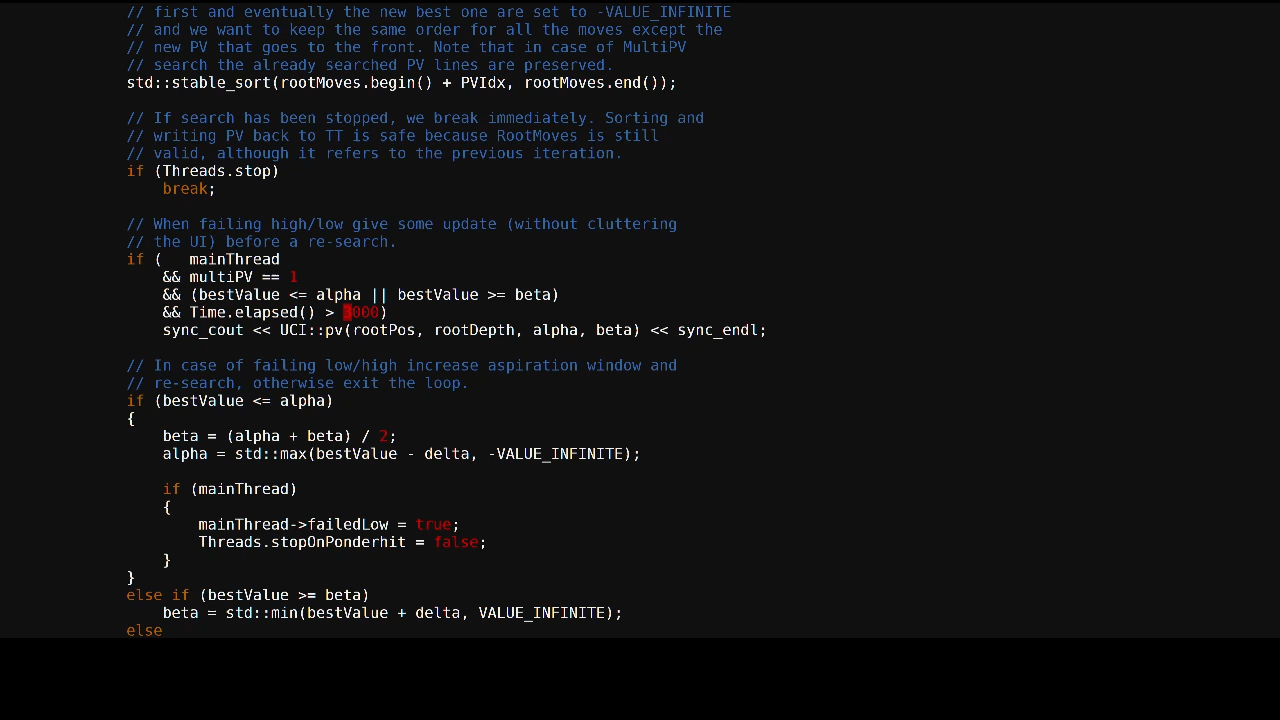 // first and eventually the new best one are set to -VALUE_INFINITE
// and we want to keep the same order for all the moves except the
// new PV that goes to the front. Note that in case of MultiPV
// search the already searched PV lines are preserved.
std::stable_sort(rootMoves.begin() + PVIdx, rootMoves.end());

// If search has been stopped, we break immediately. Sorting and
// writing PV back to TT is safe because RootMoves is still
// valid, although it refers to the previous iteration.
if (Threads.stop)
    break;

// When failing high/low give some update (without cluttering
// the UI) before a re-search.
if (   mainThread
    && multiPV == 1
    && (bestValue <= alpha || bestValue >= beta)
    && Time.elapsed() > 3000)
    sync_cout << UCI::pv(rootPos, rootDepth, alpha, beta) << sync_endl;

// In case of failing low/high increase aspiration window and
// re-search, otherwise exit the loop.
if (bestValue <= alpha)
{
    beta = (alpha + beta) / 2;
    alpha = std::max(bestValue - delta, -VALUE_INFINITE);

    if (mainThread)
    {
        mainThread->failedLow = true;
        Threads.stopOnPonderhit = false;
    }
}
else if (bestValue >= beta)
    beta = std::min(bestValue + delta, VALUE_INFINITE);
else